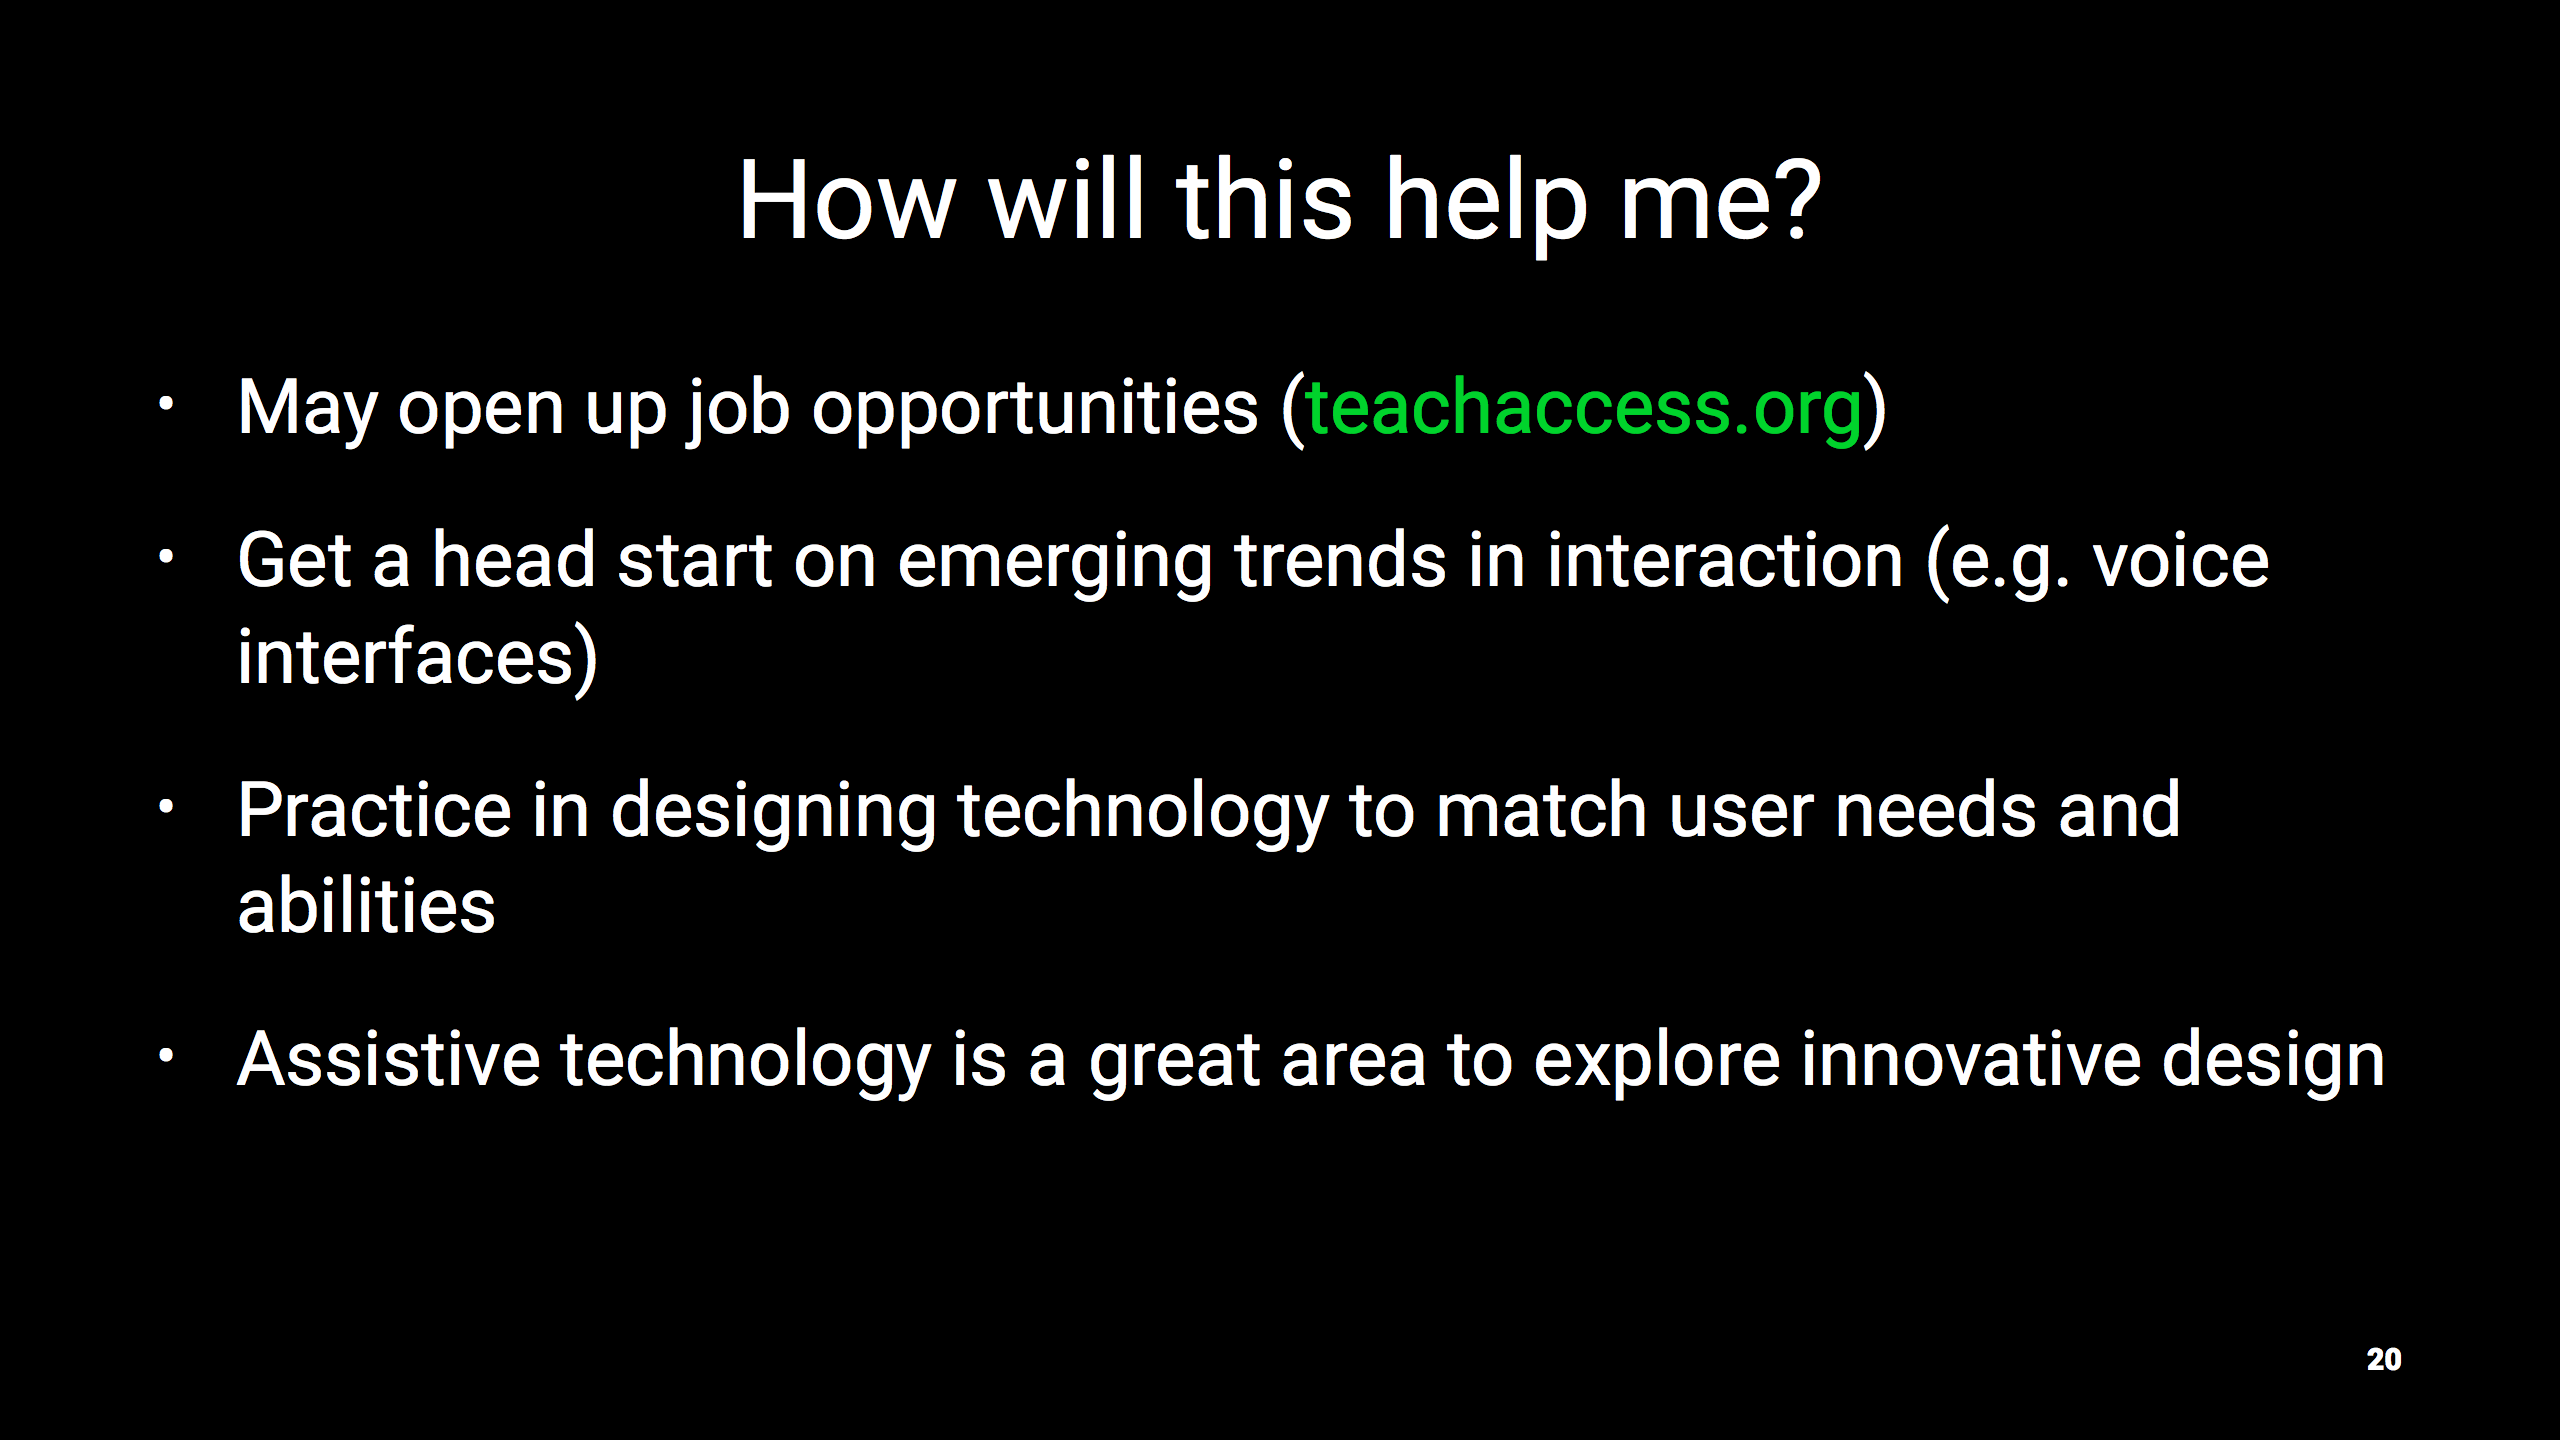 How will this help me?
• May open up job opportunities (teachaccess.org)
• Get a head start on emerging trends in interaction (e.g. voice
interfaces)
• Practice in designing technology to match user needs and
abilities
• Assistive technology is a great area to explore innovative design
20